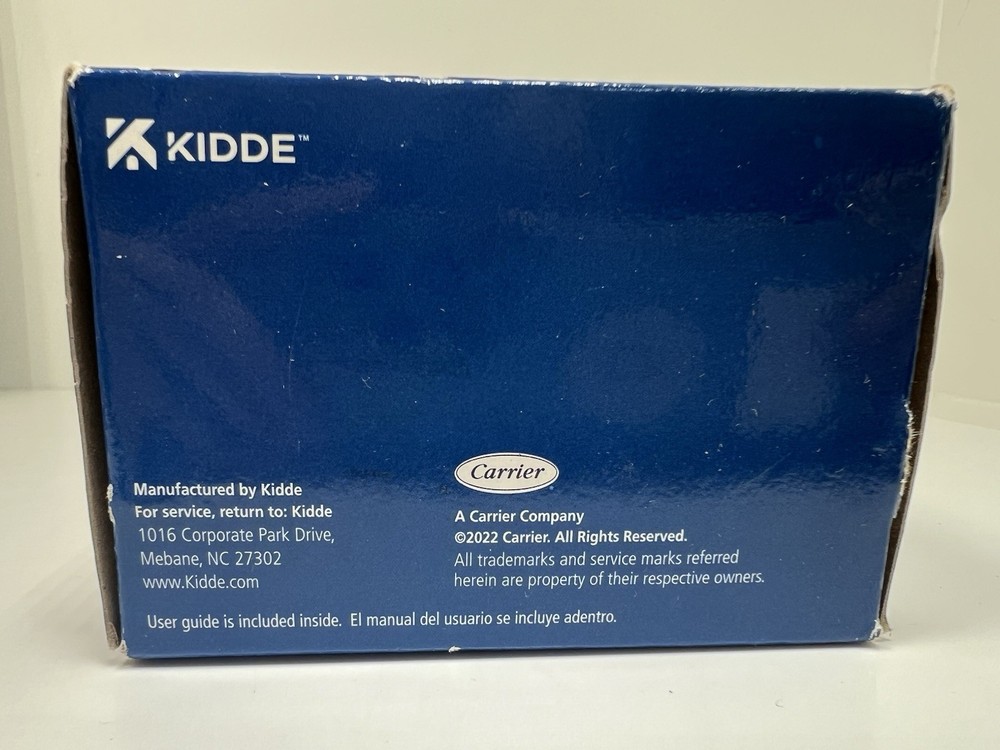 KIDDE™
Carrier
Manufactured by Kidde
For service, return to: Kidde
1016 Corporate Park Drive,
Mebane, NC 27302
www.Kidde.com
A Carrier Company
©2022 Carrier. All Rights Reserved.
All trademarks and service marks referred
herein are property of their respective owners.
User guide is included inside. El manual del usuario se incluye adentro.